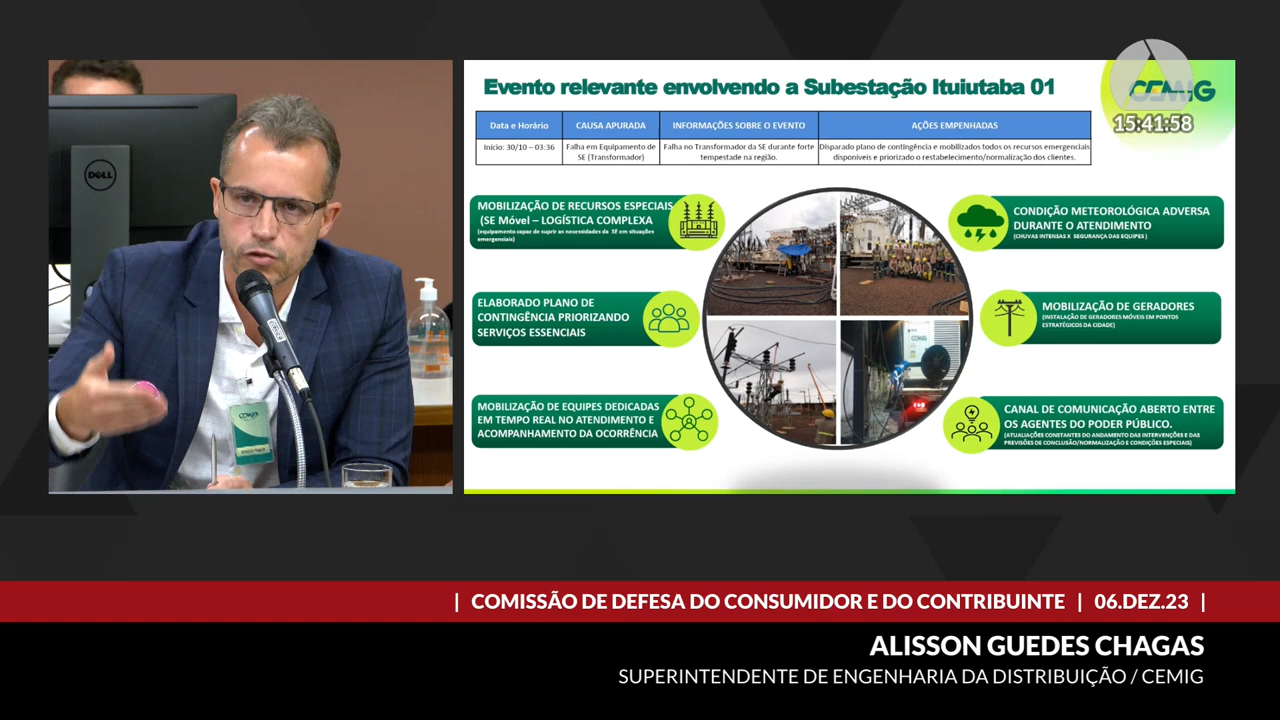 Evento relevante envolvendo a Subestação Ituiutaba 01
CEMIG
15:41:58
Data e Horário
CAUSA APURADA
INFORMAÇÕES SOBRE O EVENTO
AÇÕES EMPENHADAS
Início: 30/10 – 03:36
Falha em Equipamento de
SE (Transformador)
Falha no Transformador da SE durante forte
tempestade na região.
Disparado plano de contingência e mobilizados todos os recursos emergenciais
disponíveis e priorizado o restabelecimento/normalização dos clientes.
MOBILIZAÇÃO DE RECURSOS ESPECIAIS
(SE Móvel – LOGÍSTICA COMPLEXA
(equipamento capaz de suprir as necessidades da SE em situações
emergenciais)
CONDIÇÃO METEOROLÓGICA ADVERSA
DURANTE O ATENDIMENTO
(CHUVAS INTENSAS X SEGURANÇA DAS EQUIPES )
ELABORADO PLANO DE
CONTINGÊNCIA PRIORIZANDO
SERVIÇOS ESSENCIAIS
MOBILIZAÇÃO DE GERADORES
(INSTALAÇÃO DE GERADORES MÓVEIS EM PONTOS
ESTRATÉGICOS DA CIDADE)
MOBILIZAÇÃO DE EQUIPES DEDICADAS
EM TEMPO REAL NO ATENDIMENTO E
ACOMPANHAMENTO DA OCORRÊNCIA
CANAL DE COMUNICAÇÃO ABERTO ENTRE
OS AGENTES DO PODER PÚBLICO.
(ATUALIAÇÕES CONSTANTES DO ANDAMENTO DAS INTERVENÇÕES E DAS
PREVISÕES DE CONCLUSÃO/NORMALIZAÇÃO E CONDIÇÕES ESPECIAIS)
DELL
CEMIG
| COMISSÃO DE DEFESA DO CONSUMIDOR E DO CONTRIBUINTE | 06.DEZ.23 |
ALISSON GUEDES CHAGAS
SUPERINTENDENTE DE ENGENHARIA DA DISTRIBUIÇÃO / CEMIG